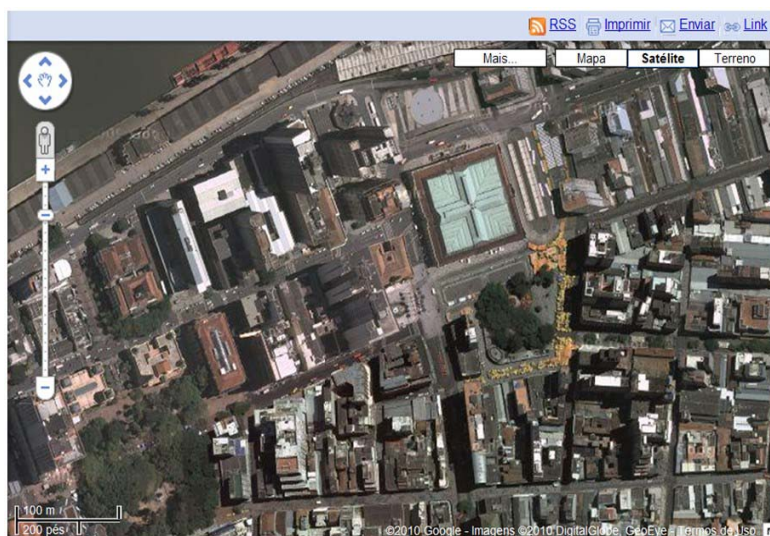 RSS Imprimir Enviar Link
Mais... Mapa Satélite Terreno
100 m
200 pés
©2010 Google - Imagens ©2010 DigitalGlobe, GeoEye - Termos de Uso